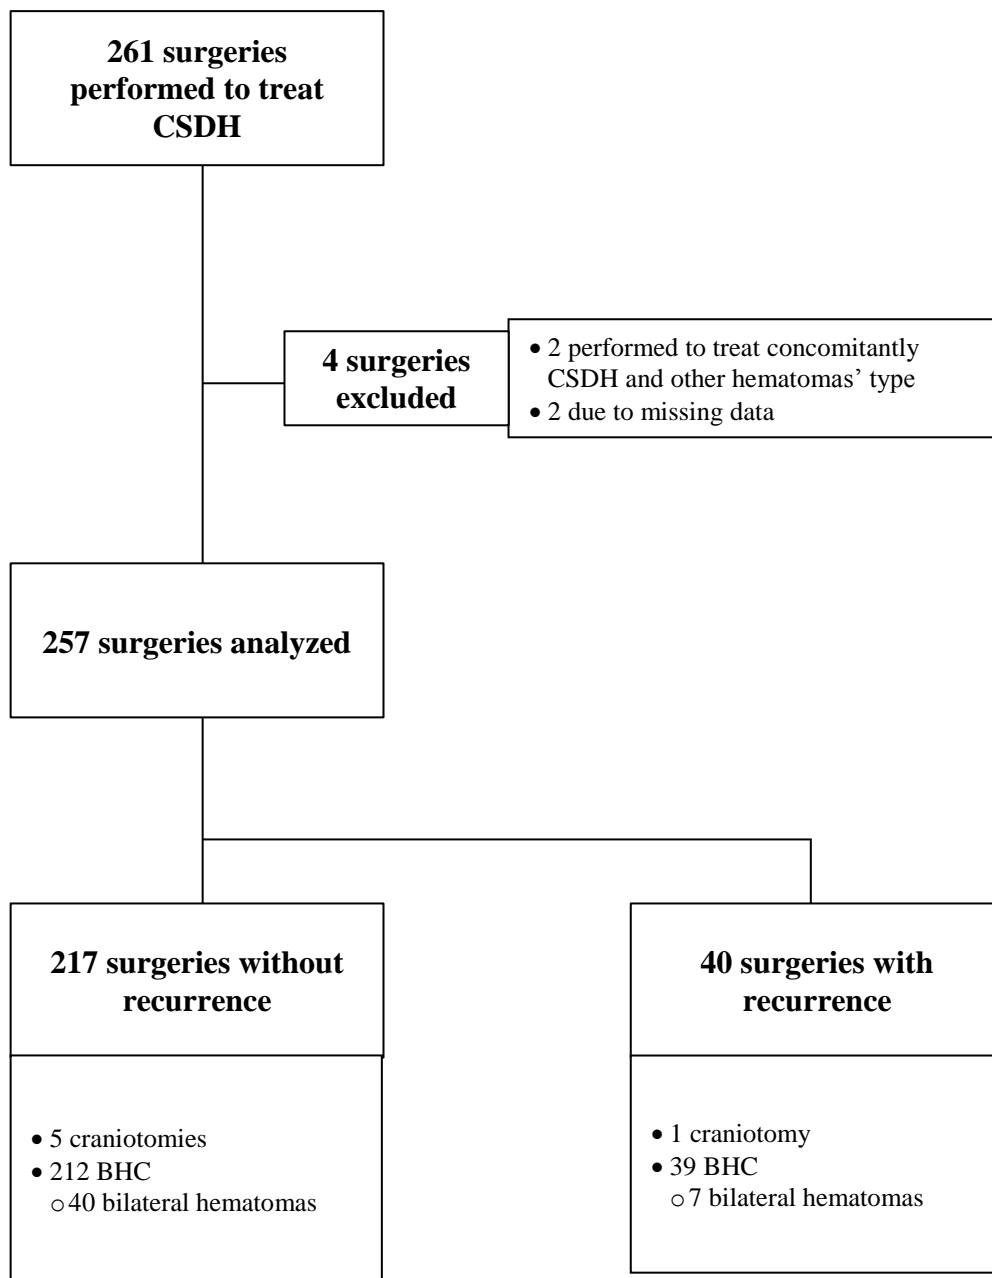 261 surgeries
performed to treat
CSDH
4 surgeries
excluded
• 2 performed to treat concomitantly
CSDH and other hematomas’ type
• 2 due to missing data
257 surgeries analyzed
217 surgeries without
recurrence
• 5 craniotomies
• 212 BHC
o 40 bilateral hematomas
40 surgeries with
recurrence
• 1 craniotomy
• 39 BHC
o 7 bilateral hematomas